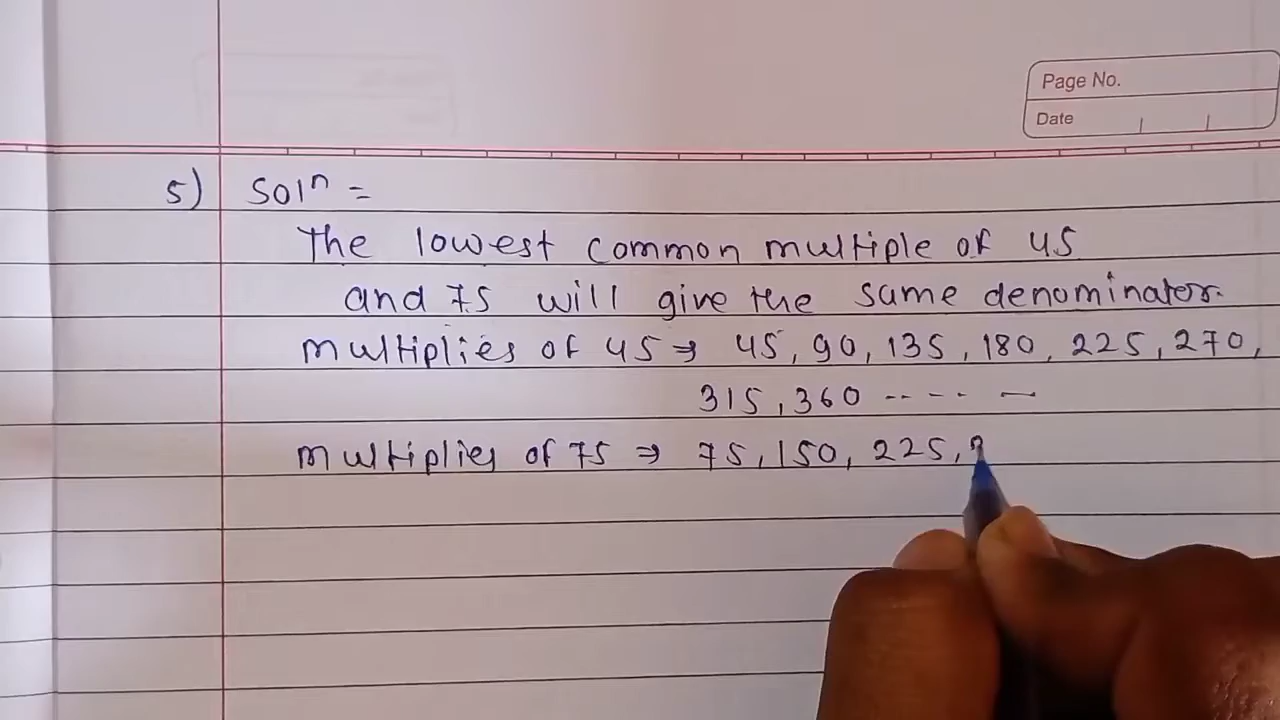 Page No.
Date
5) Solⁿ =
The lowest common multiple of 45
and 75 will give the same denominator.
multiplies of 45 ⇒ 45, 90, 135, 180, 225, 270,
315, 360 ----- —
multiplies of 75 ⇒ 75, 150, 225,